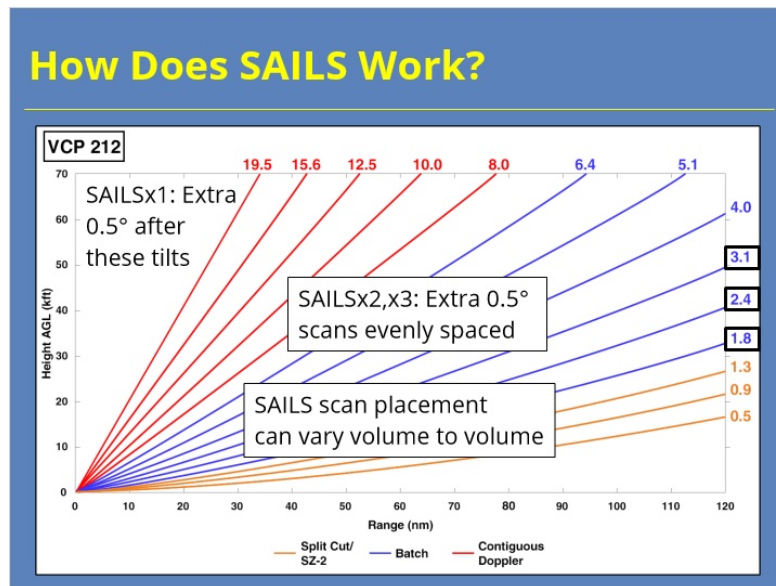 How Does SAILS Work?
VCP 212
19.5 15.6 12.5 10.0 8.0 6.4 5.1
70
SAILSx1: Extra
0.5° after
these tilts
4.0
60
50
3.1
SAILSx2,x3: Extra 0.5°
scans evenly spaced
40
2.4
1.8
30
1.3
20
SAILS scan placement
can vary volume to volume
0.9
0.5
10
0
Height AGL (kft)
0 10 20 30 40 50 60 70 80 90 100 110 120
Range (nm)
Split Cut/
SZ-2
Batch
Contiguous
Doppler